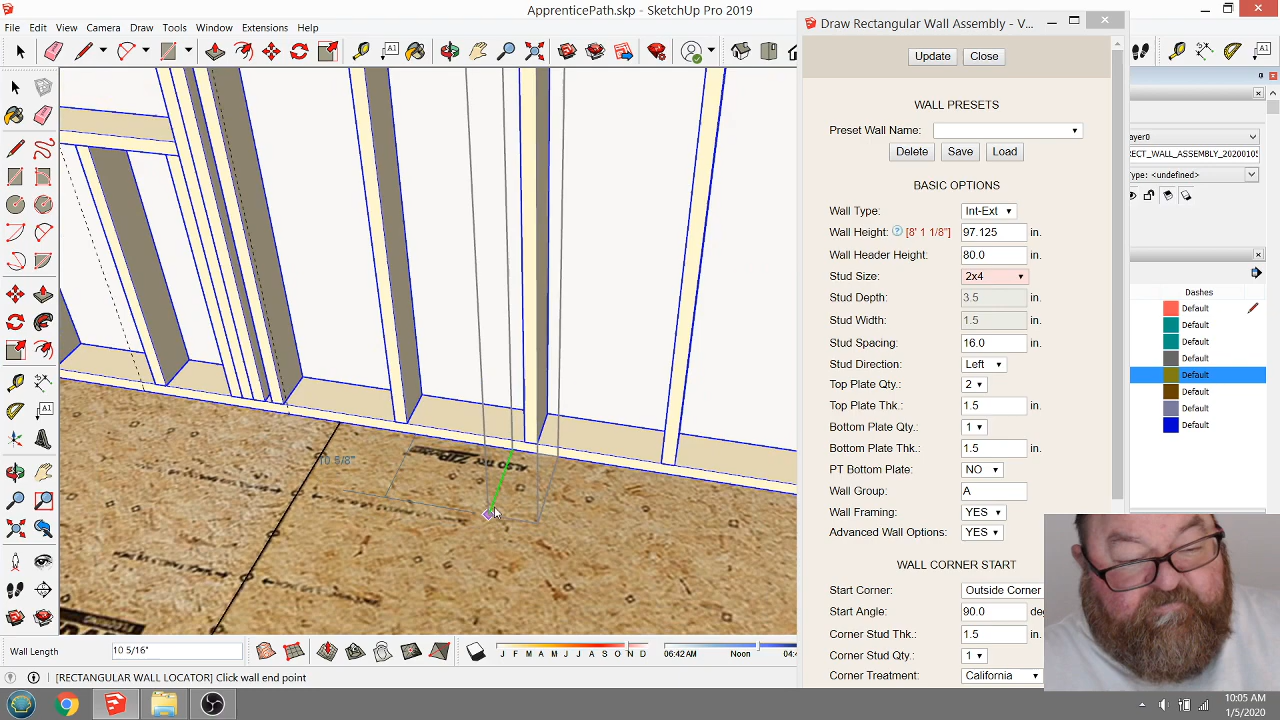 ApprenticePath.skp - SketchUp Pro 2019
File Edit View Camera Draw Tools Window Extensions Help
Draw Rectangular Wall Assembly - V...
Update Close
WALL PRESETS
Preset Wall Name:
Delete Save Load
BASIC OPTIONS
Wall Type: Int-Ext
Wall Height: [8' 1 1/8"] 97.125 in.
Wall Header Height: 80.0 in.
Stud Size: 2x4
Stud Depth: 3.5 in.
Stud Width: 1.5 in.
Stud Spacing: 16.0 in.
Stud Direction: Left
Top Plate Qty.: 2
Top Plate Thk.: 1.5 in.
Bottom Plate Qty.: 1
Bottom Plate Thk.: 1.5 in.
PT Bottom Plate: NO
Wall Group: A
Wall Framing: YES
Advanced Wall Options: YES
WALL CORNER START
Start Corner: Outside Corner
Start Angle: 90.0 de
Corner Stud Thk.: 1.5 in.
Corner Stud Qty.: 1
Corner Treatment: California
ayer0
RECT_WALL_ASSEMBLY_2020010
Type: <undefined>
Dashes
Default
Default
Default
Default
Default
Default
Default
Default
10 5/8"
Wall Length 10 5/16"
J F M A M J J A S O N D
06:42 AM Noon 04:4
[RECTANGULAR WALL LOCATOR] Click wall end point
10:05 AM
1/5/2020